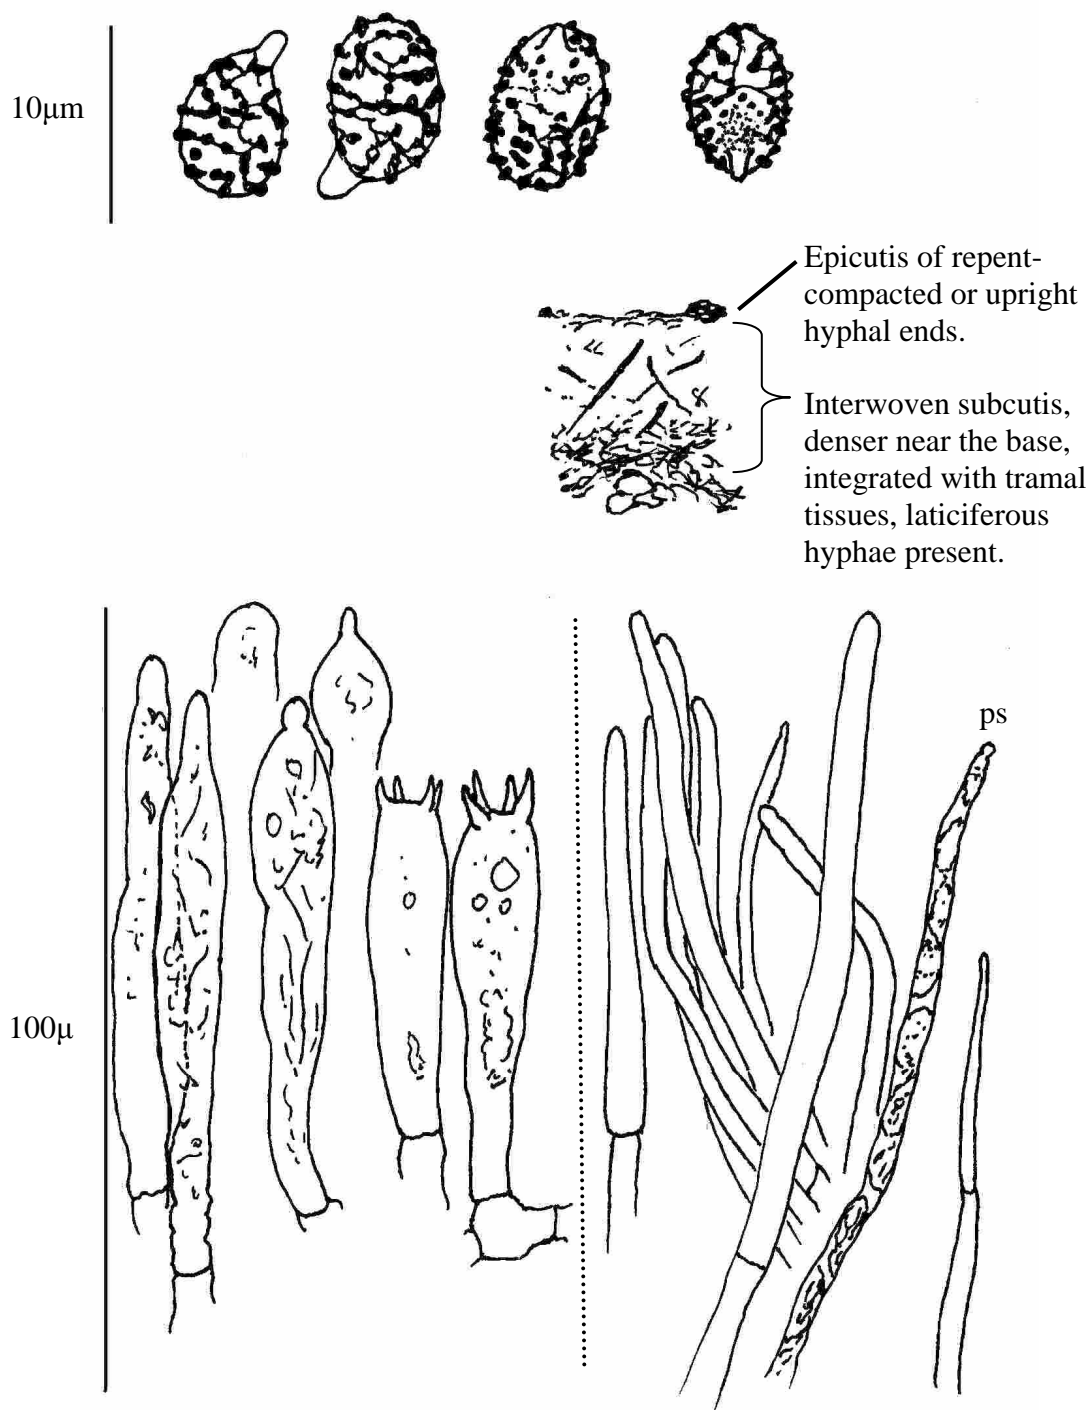 10μm
Epicutis of repent-
compacted or upright
hyphal ends.
Interwoven subcutis,
denser near the base,
integrated with tramal
tissues, laticiferous
hyphae present.
ps
100μ